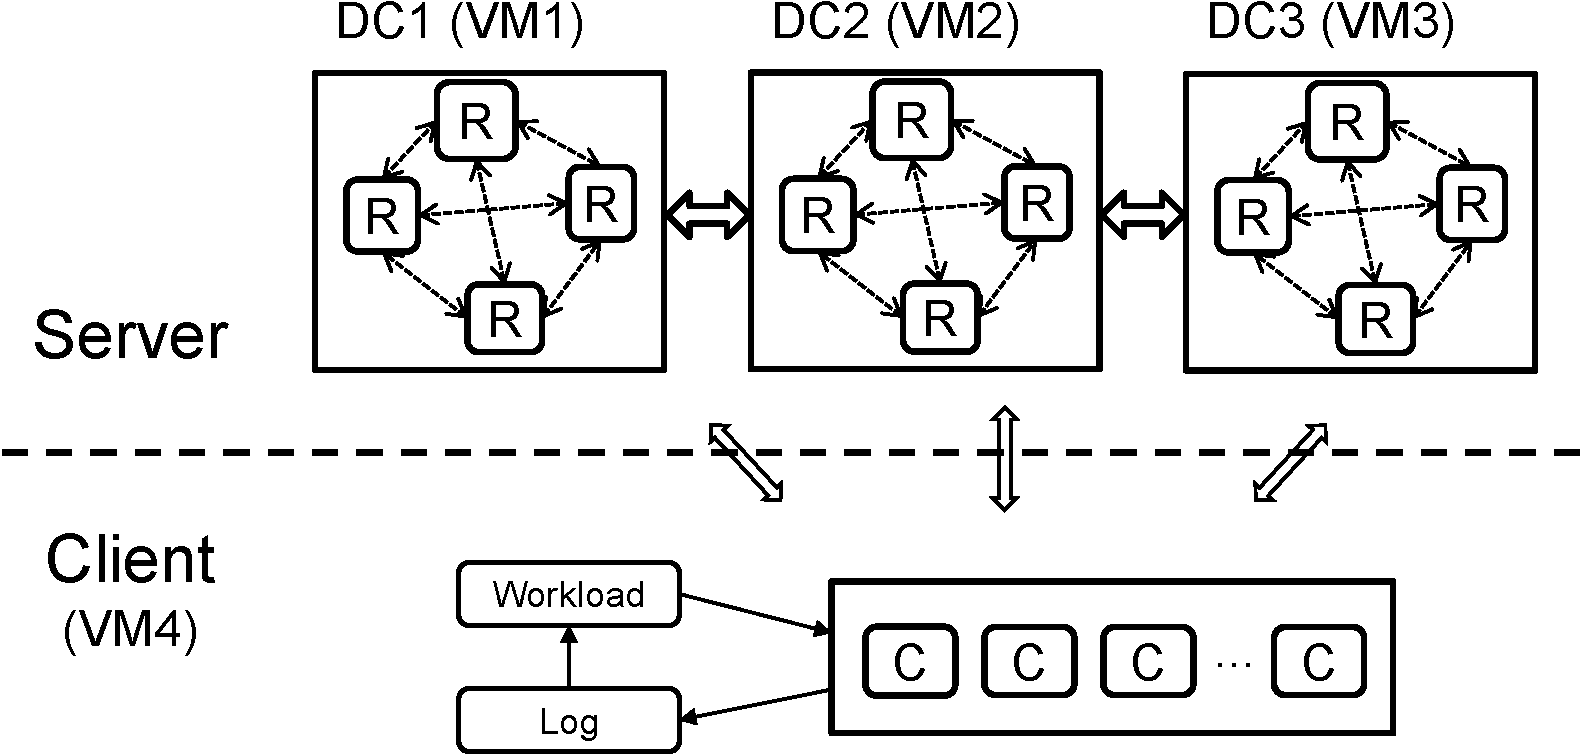 DC1 (VM1) DC2 (VM2) DC3 (VM3)
R R R
R R R R R R
R R R
Server
Client
(VM4)
Workload
C C C ... C
Log